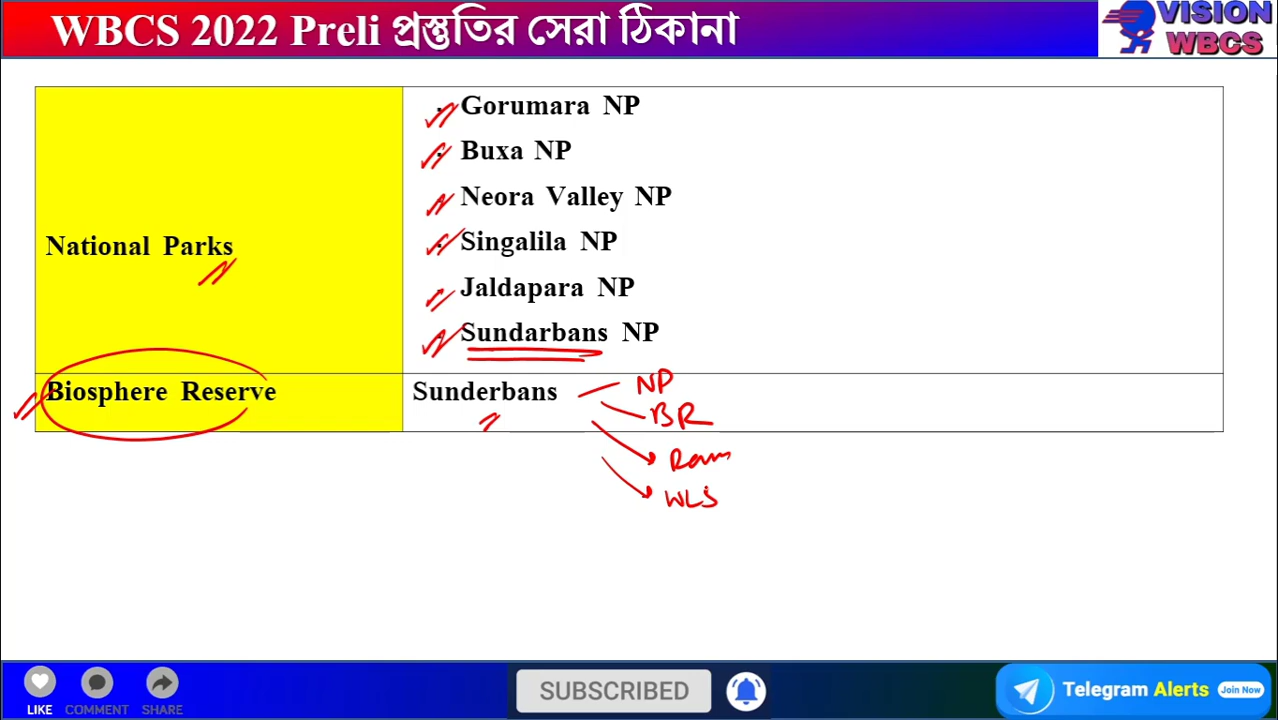 WBCS 2022 Preli প্রস্তুতির সেরা ঠিকানা
VISION
WBCS
Gorumara NP
Buxa NP
Neora Valley NP
Singalila NP
Jaldapara NP
Sundarbans NP
National Parks
Biosphere Reserve
Sunderbans
NP
BR
Ram
WLS
LIKE
COMMENT
SHARE
SUBSCRIBED
Telegram Alerts
Join Now